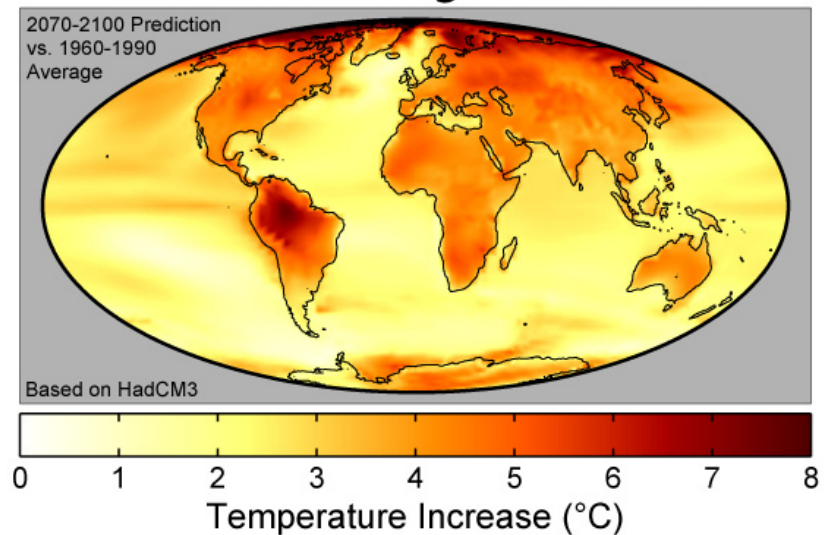 2070-2100 Prediction
vs. 1960-1990
Average
Based on HadCM3
0 1 2 3 4 5 6 7 8
Temperature Increase (°C)